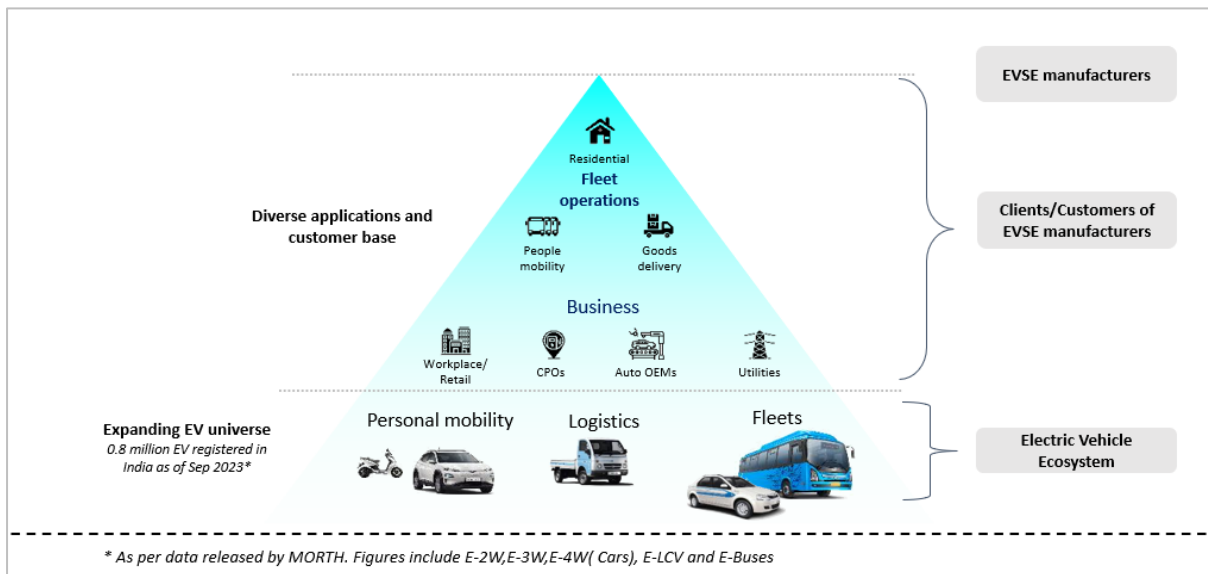 EVSE manufacturers
Residential
Fleet
operations
Diverse applications and
customer base
People
mobility
Goods
delivery
Clients/Customers of
EVSE manufacturers
Business
Workplace/
Retail
CPOs
Auto OEMs
Utilities
Expanding EV universe
0.8 million EV registered in
India as of Sep 2023*
Personal mobility
Logistics
Fleets
Electric Vehicle
Ecosystem
* As per data released by MORTH. Figures include E-2W,E-3W,E-4W( Cars), E-LCV and E-Buses